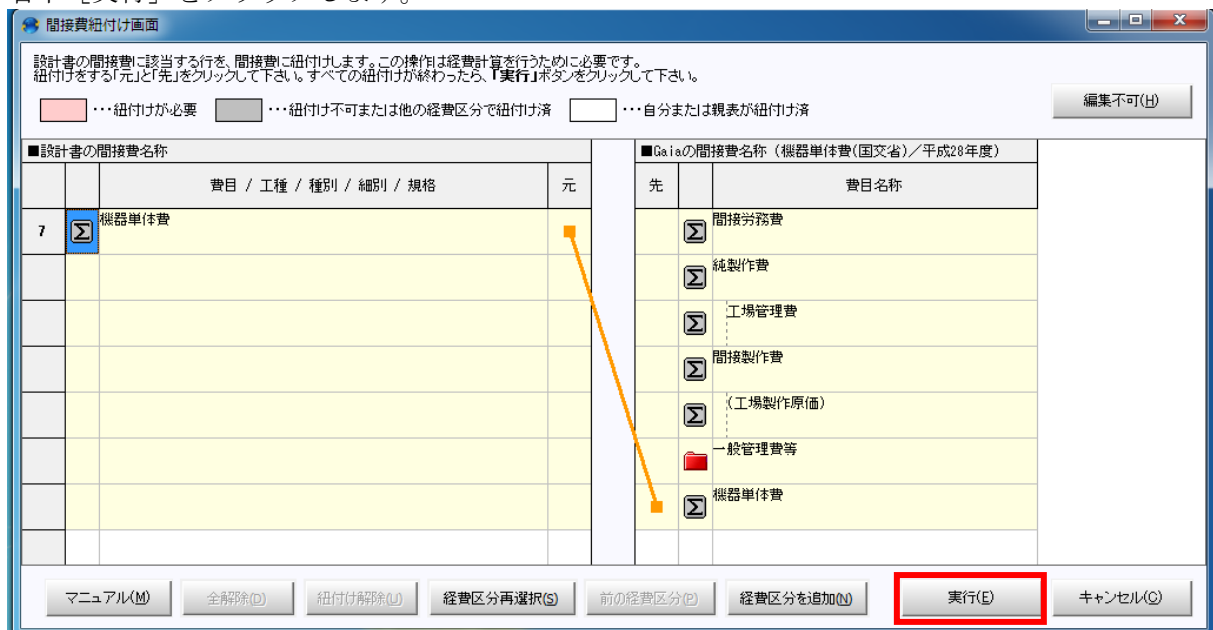 右下［実行］をクリックします。
間接費紐付け画面
設計書の間接費に該当する行を、間接費に紐付けします。この操作は経費計算を行うために必要です。
紐付けをする「元」と「先」をクリックして下さい。すべての紐付けが終わったら、「実行」ボタンをクリックして下さい。
・・・紐付けが必要 ・・・紐付け不可または他の経費区分で紐付け済 ・・・自分または親表が紐付け済
編集不可(H)
■設計書の間接費名称
■Gaiaの間接費名称（機器単体費(国交省)／平成28年度）
費目 / 工種 / 種別 / 細別 / 規格 元
先 費目名称
7 機器単体費
間接労務費
純製作費
工場管理費
間接製作費
(工場製作原価)
一般管理費等
機器単体費
マニュアル(M) 全解除(D) 紐付け解除(U) 経費区分再選択(S) 前の経費区分(P) 経費区分を追加(N) 実行(E) キャンセル(C)